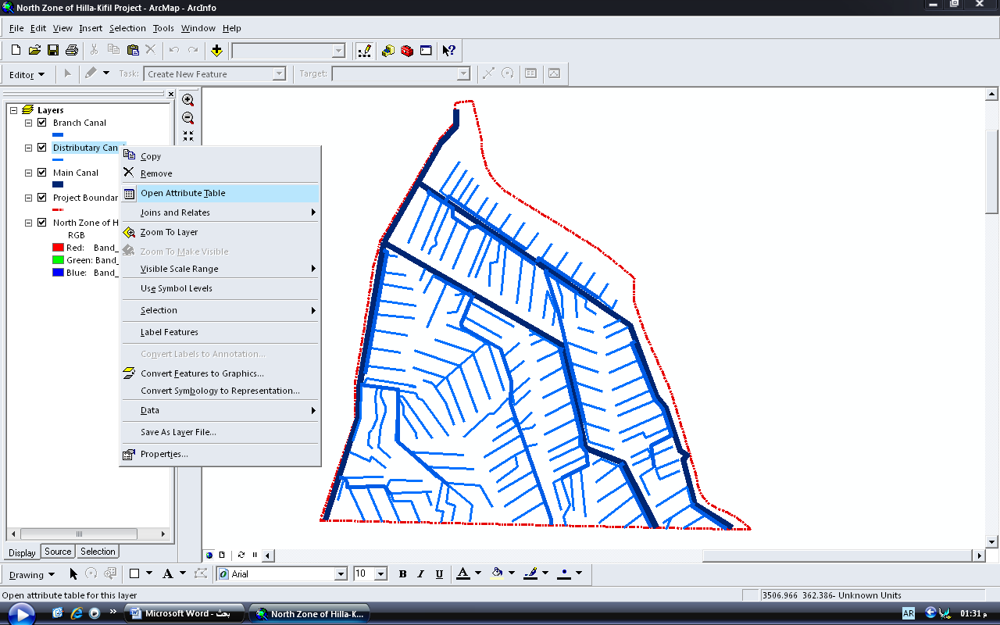 North Zone of Hilla-Kifil Project - ArcMap - ArcInfo
File Edit View Insert Selection Tools Window Help
Editor Task: Create New Feature Target:
Layers
Branch Canal
Distributary Can
Main Canal
Project Boundar
North Zone of H
RGB
Red: Band_
Green: Band_
Blue: Band_
Copy
Remove
Open Attribute Table
Joins and Relates
Zoom To Layer
Zoom To Make Visible
Visible Scale Range
Use Symbol Levels
Selection
Label Features
Convert Labels to Annotation...
Convert Features to Graphics...
Convert Symbology to Representation...
Data
Save As Layer File...
Properties...
Display Source Selection
Drawing A Arial 10 B I U A
Open attribute table for this layer
3506.966 362.386- Unknown Units
Microsoft Word - بحث
North Zone of Hilla-K...
AR
01:31 م